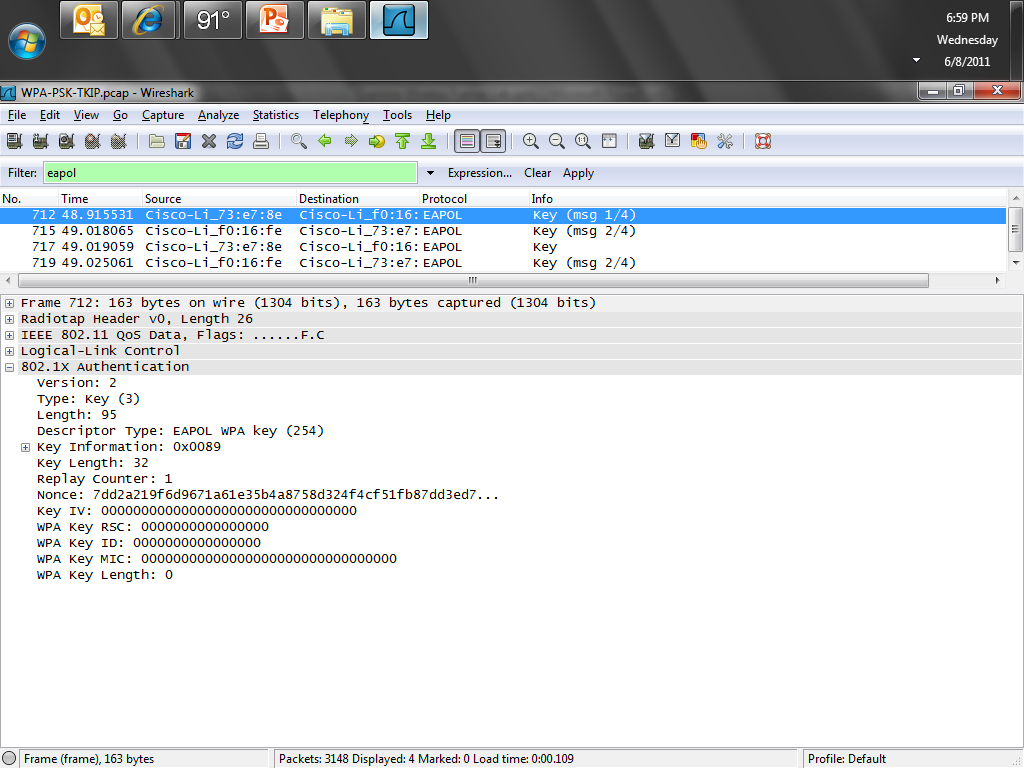 91°
6:59 PM
Wednesday
6/8/2011
WPA-PSK-TKIP.pcap - Wireshark
File Edit View Go Capture Analyze Statistics Telephony Tools Help
Filter: eapol Expression... Clear Apply
No. Time Source Destination Protocol Info
712 48.915531 Cisco-Li_73:e7:8e Cisco-Li_f0:16: EAPOL Key (msg 1/4)
715 49.018065 Cisco-Li_f0:16:fe Cisco-Li_73:e7: EAPOL Key (msg 2/4)
717 49.019059 Cisco-Li_73:e7:8e Cisco-Li_f0:16: EAPOL Key
719 49.025061 Cisco-Li_f0:16:fe Cisco-Li_73:e7: EAPOL Key (msg 2/4)
Frame 712: 163 bytes on wire (1304 bits), 163 bytes captured (1304 bits)
Radiotap Header v0, Length 26
IEEE 802.11 QoS Data, Flags: ......F.C
Logical-Link Control
802.1X Authentication
Version: 2
Type: Key (3)
Length: 95
Descriptor Type: EAPOL WPA key (254)
Key Information: 0x0089
Key Length: 32
Replay Counter: 1
Nonce: 7dd2a219f6d9671a61e35b4a8758d324f4cf51fb87dd3ed7...
Key IV: 00000000000000000000000000000000
WPA Key RSC: 0000000000000000
WPA Key ID: 0000000000000000
WPA Key MIC: 00000000000000000000000000000000
WPA Key Length: 0
Frame (frame), 163 bytes Packets: 3148 Displayed: 4 Marked: 0 Load time: 0:00.109 Profile: Default